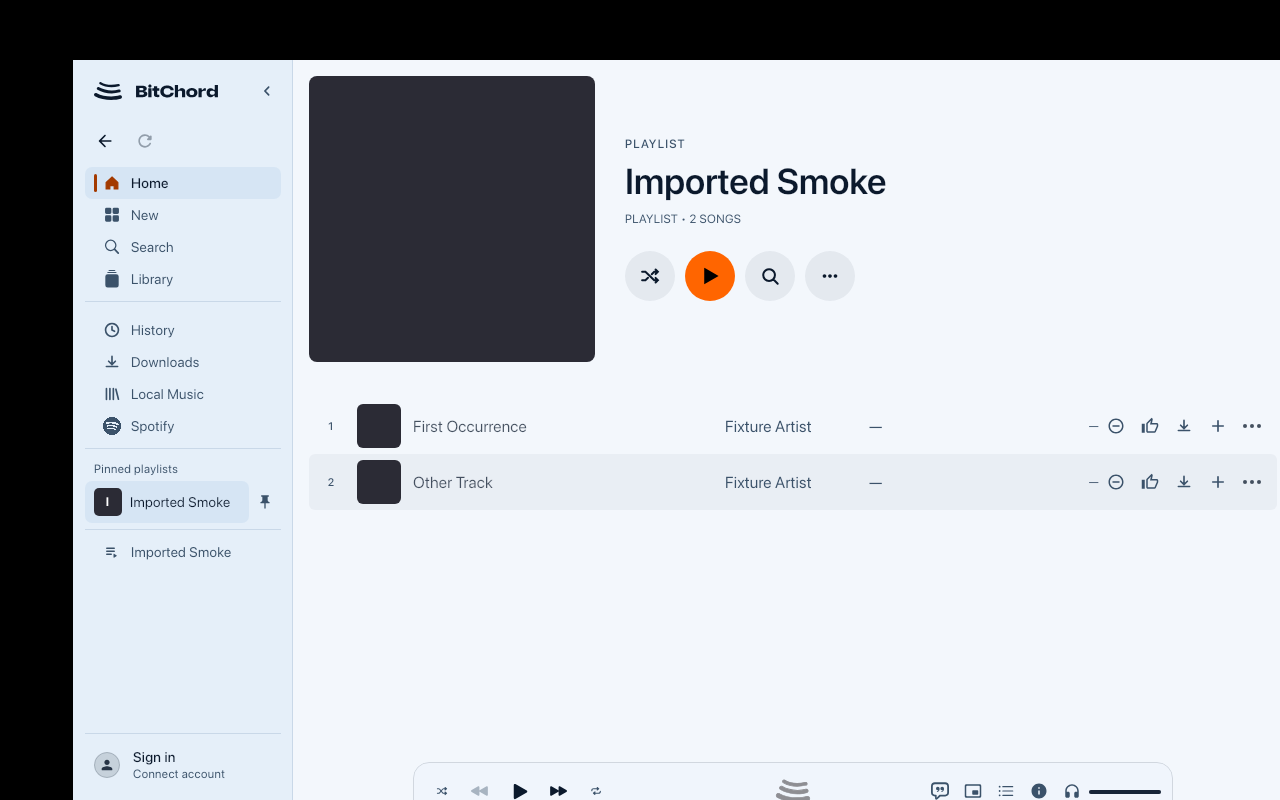 BitChord
Home
New
Search
Library
History
Downloads
Local Music
Spotify
Pinned playlists
I Imported Smoke
Imported Smoke
Sign in
Connect account
PLAYLIST
Imported Smoke
PLAYLIST • 2 SONGS
1 First Occurrence Fixture Artist — –
2 Other Track Fixture Artist — –